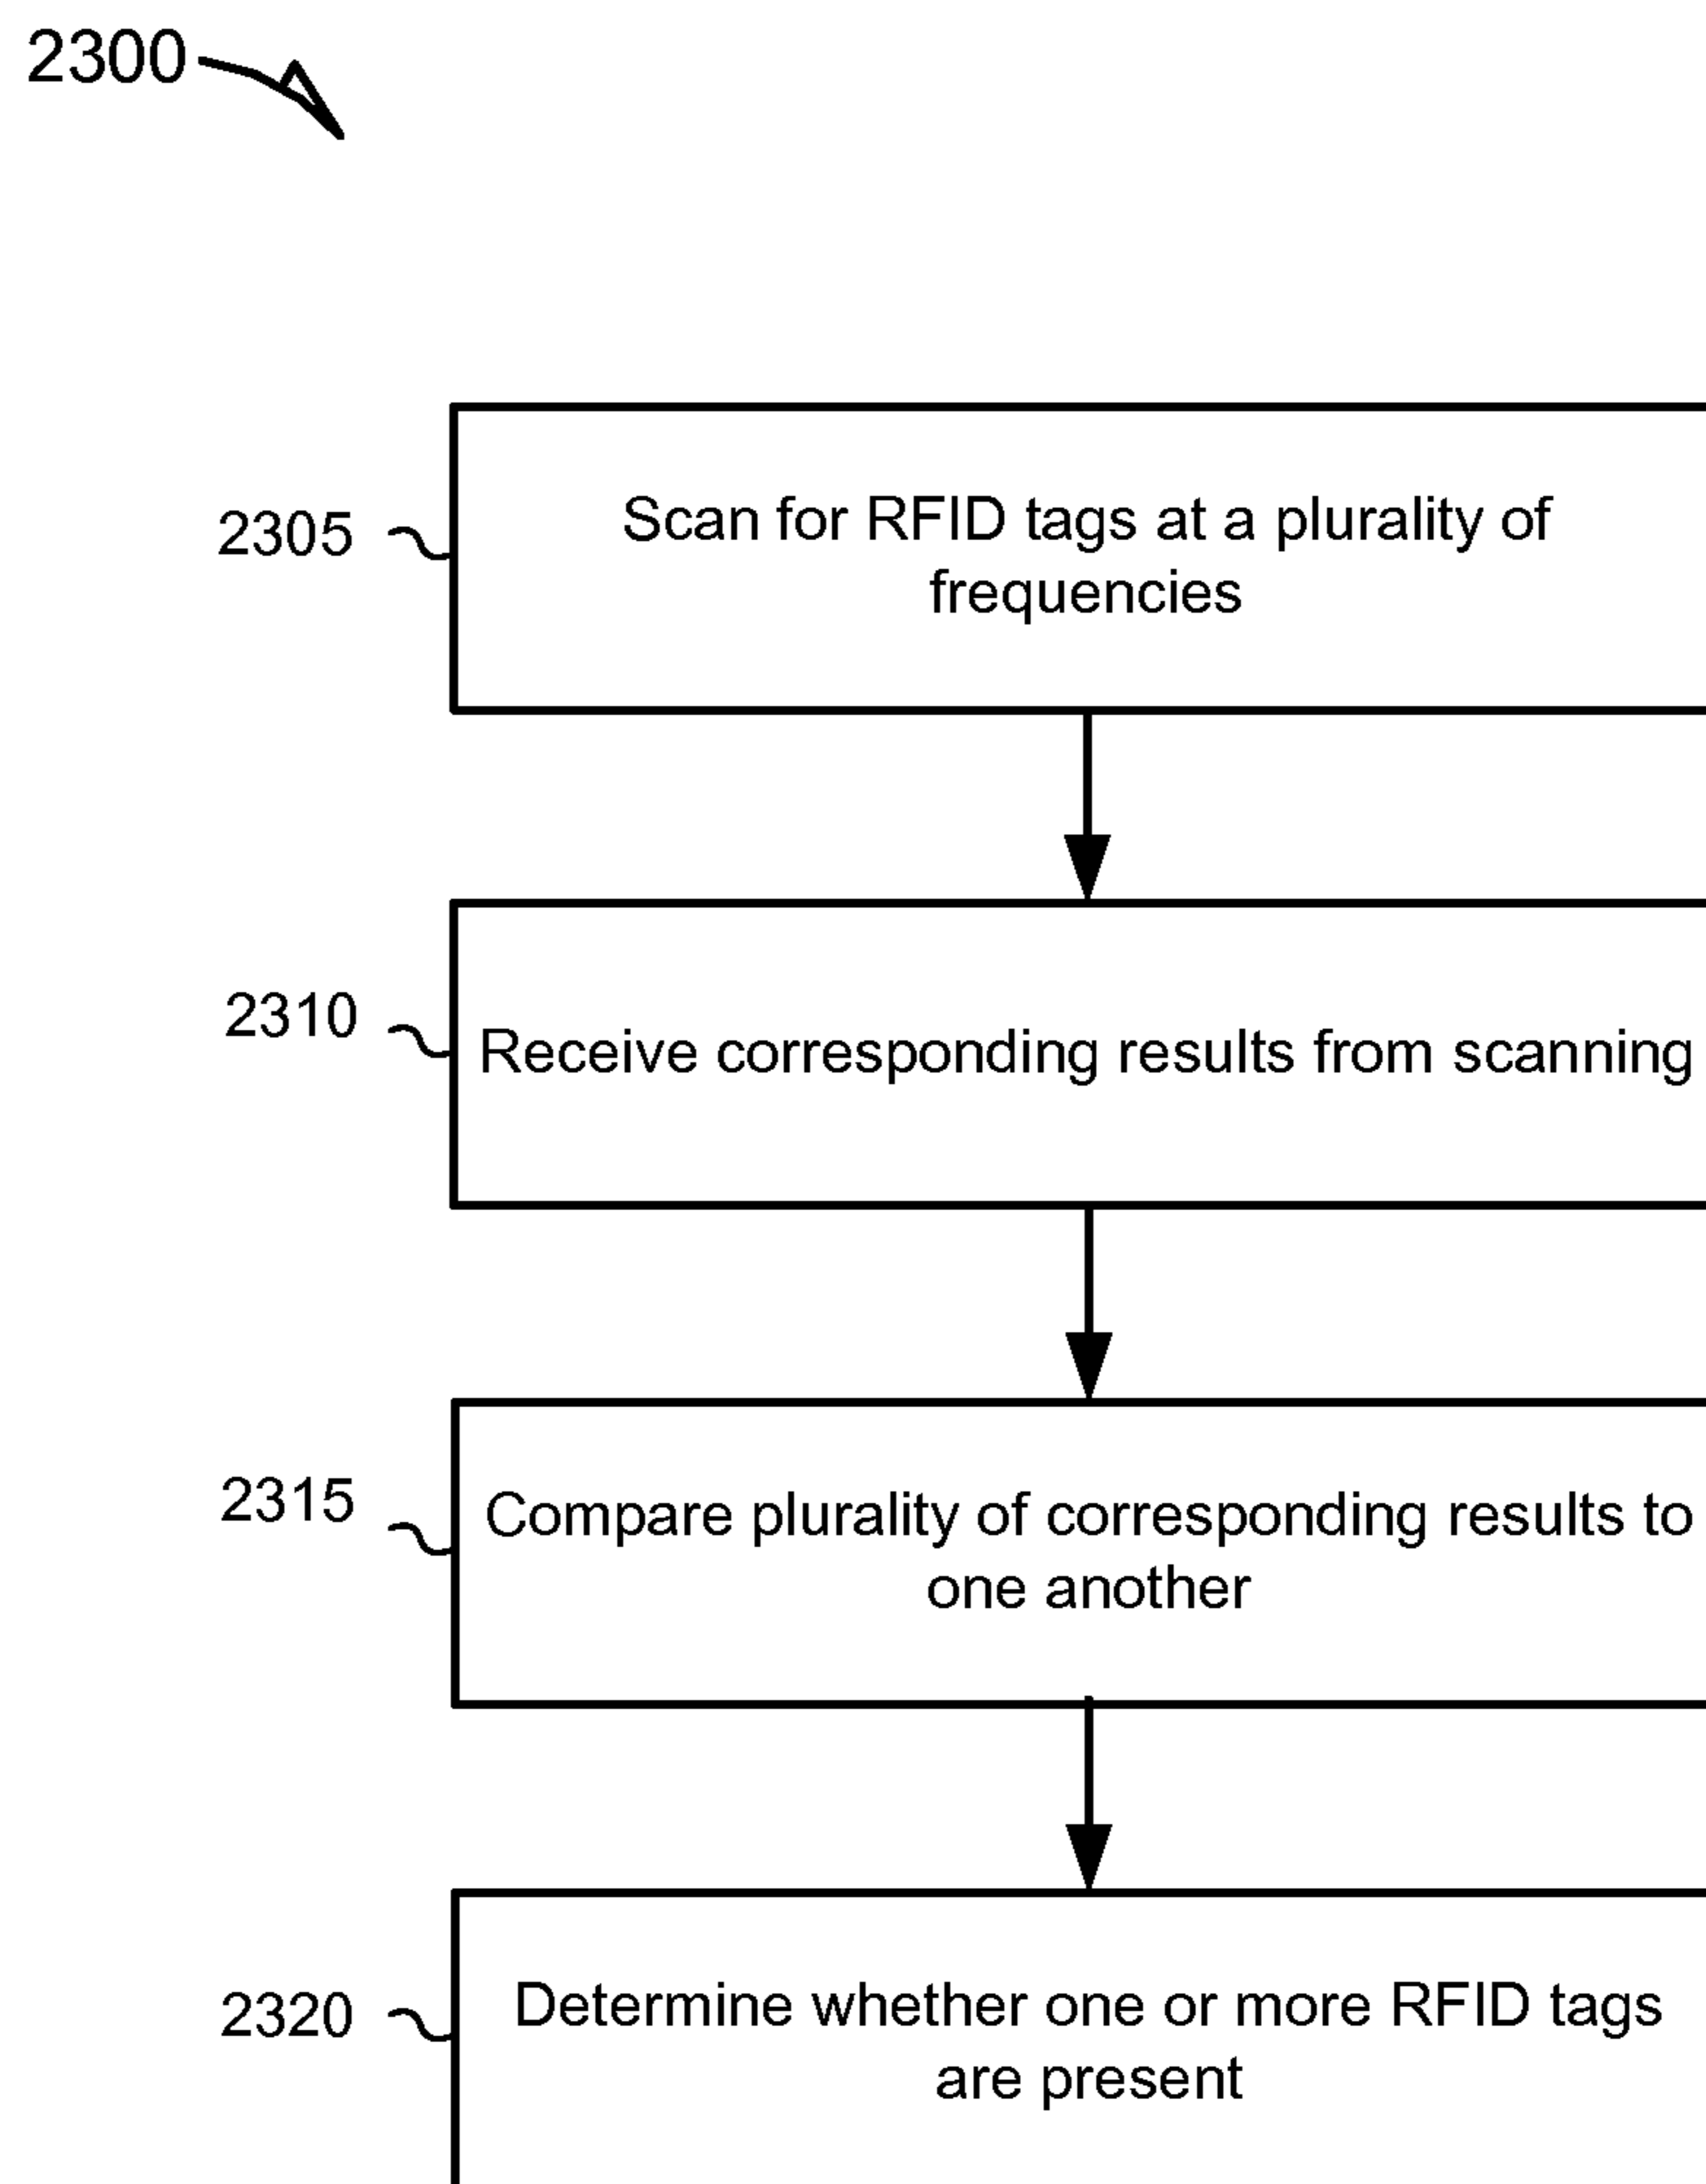 2300
2305
Scan for RFID tags at a plurality of
frequencies
2310
Receive corresponding results from scanning
2315
Compare plurality of corresponding results to
one another
2320
Determine whether one or more RFID tags
are present